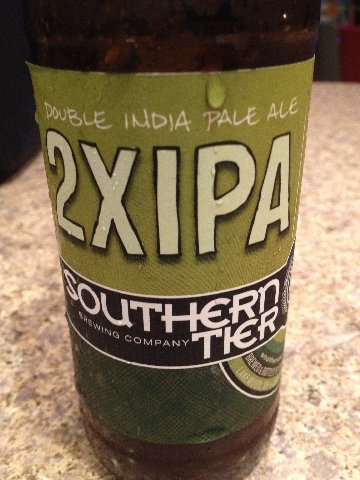 DOUBLE INDIA PALE ALE
2XIPA
SOUTHERN
TIER
BREWING COMPANY